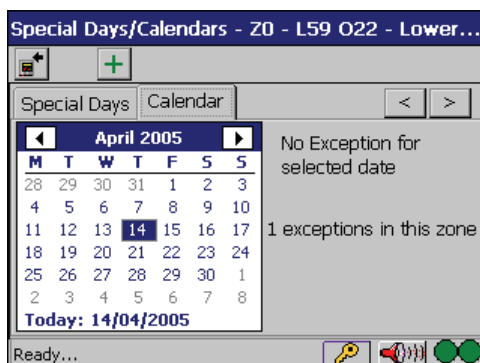 Special Days/Calendars - Z0 - L59 O22 - Lower...
Special Days Calendar < >
April 2005
M T W T F S S
28 29 30 31 1 2 3
4 5 6 7 8 9 10
11 12 13 14 15 16 17
18 19 20 21 22 23 24
25 26 27 28 29 30 1
2 3 4 5 6 7 8
Today: 14/04/2005
No Exception for
selected date
1 exceptions in this zone
Ready...